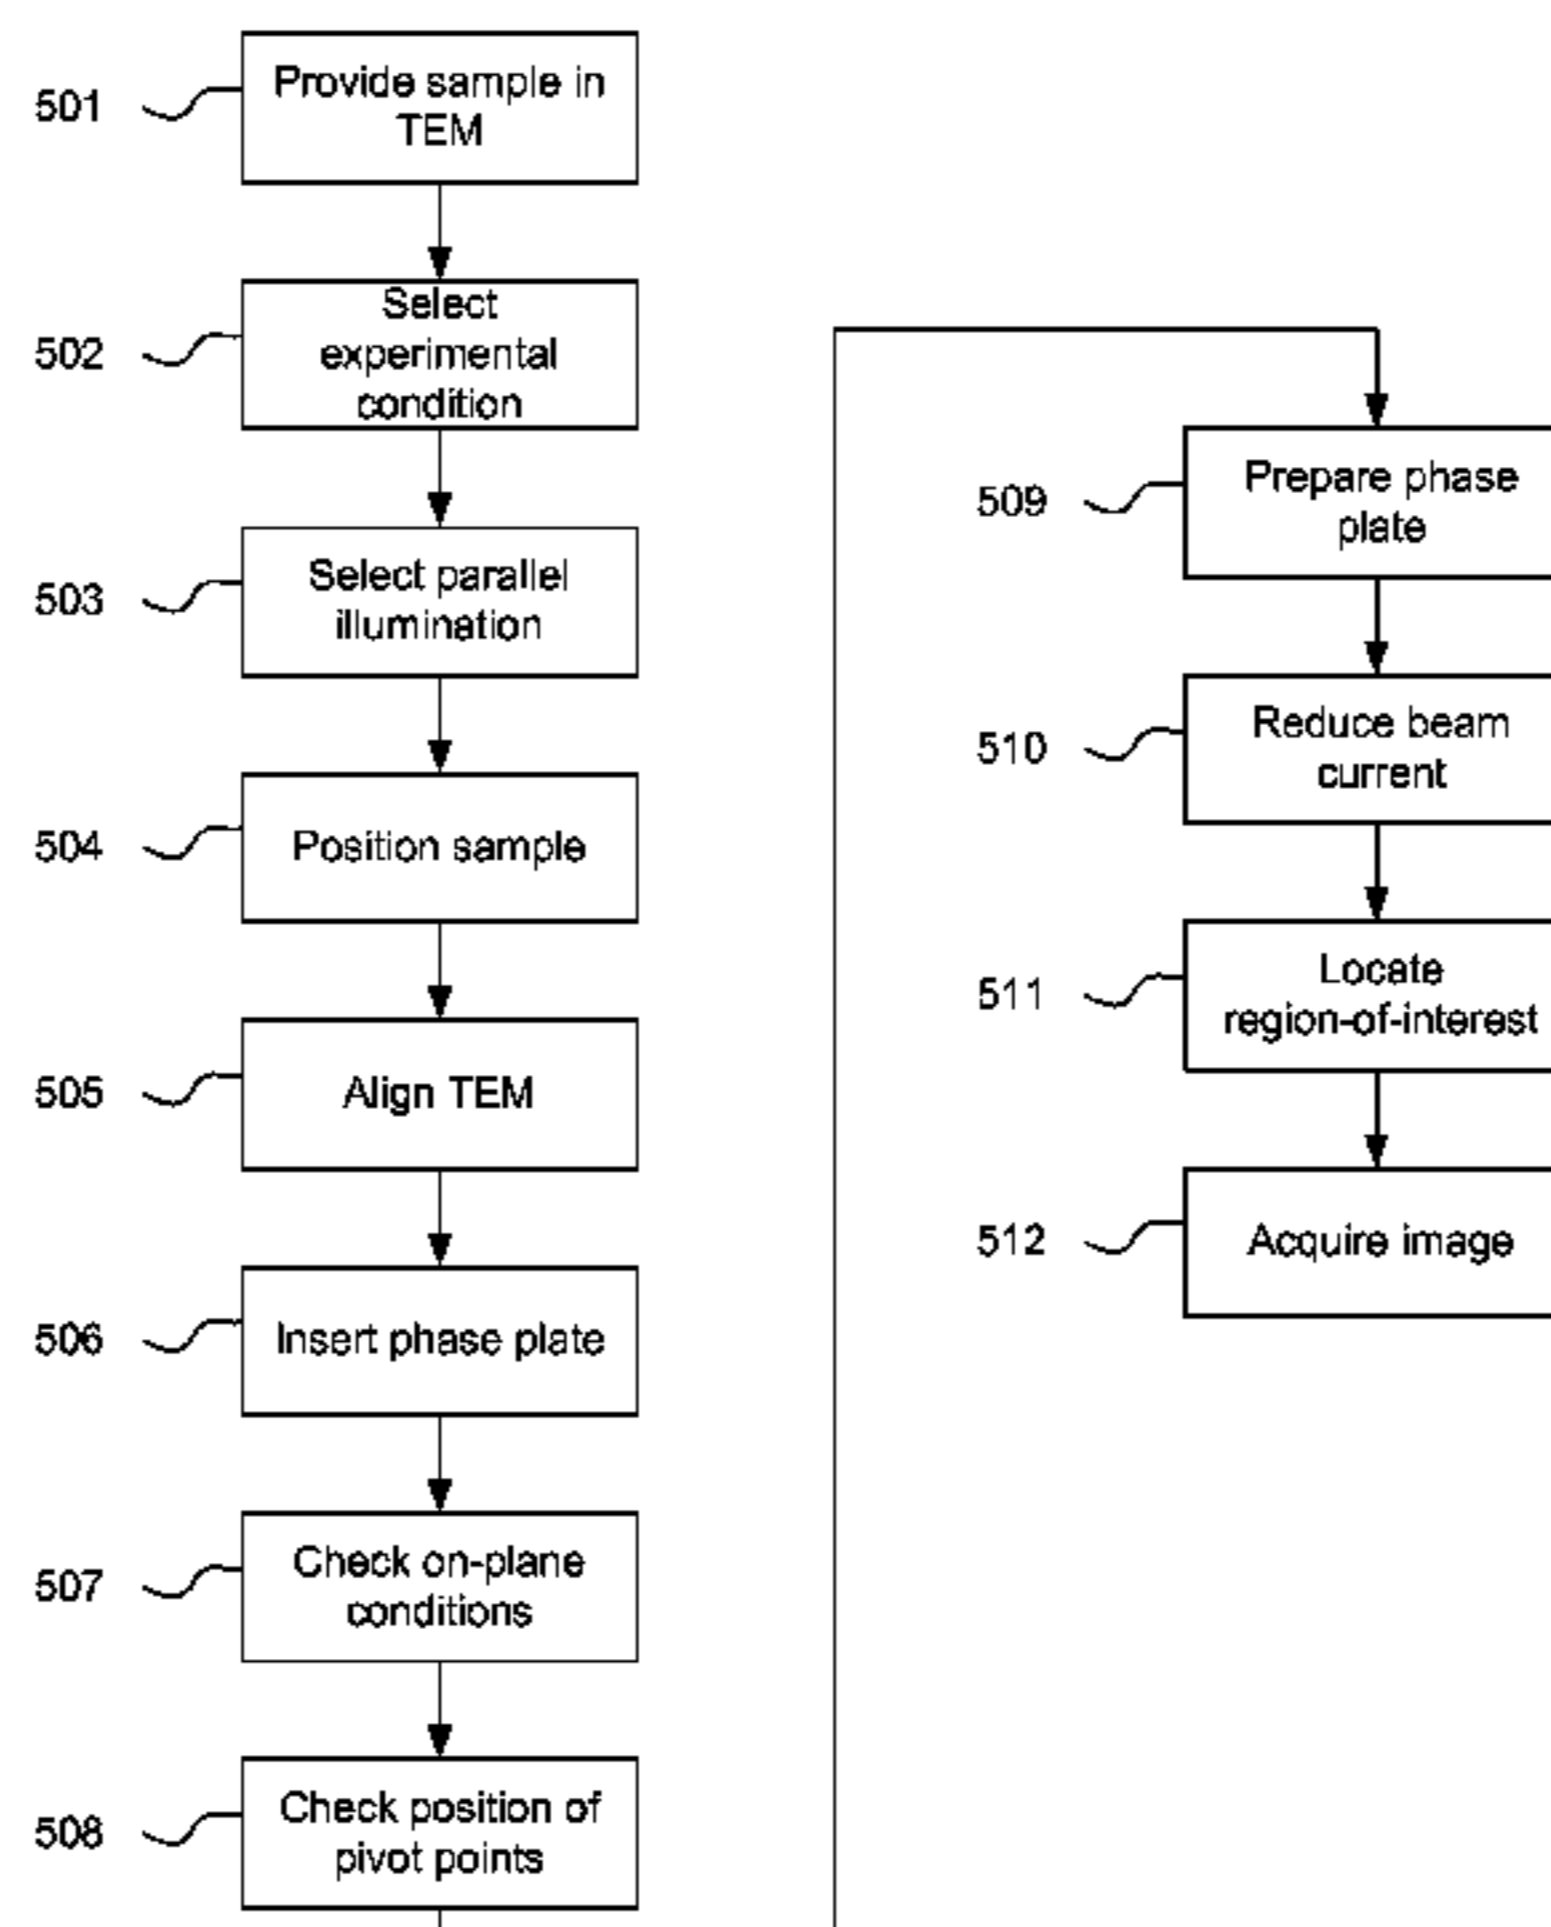 501
Provide sample in
TEM
502
Select
experimental
condition
503
Select parallel
illumination
504
Position sample
505
Align TEM
506
Insert phase plate
507
Check on-plane
conditions
508
Check position of
pivot points
509
Prepare phase
plate
510
Reduce beam
current
511
Locate
region-of-interest
512
Acquire image